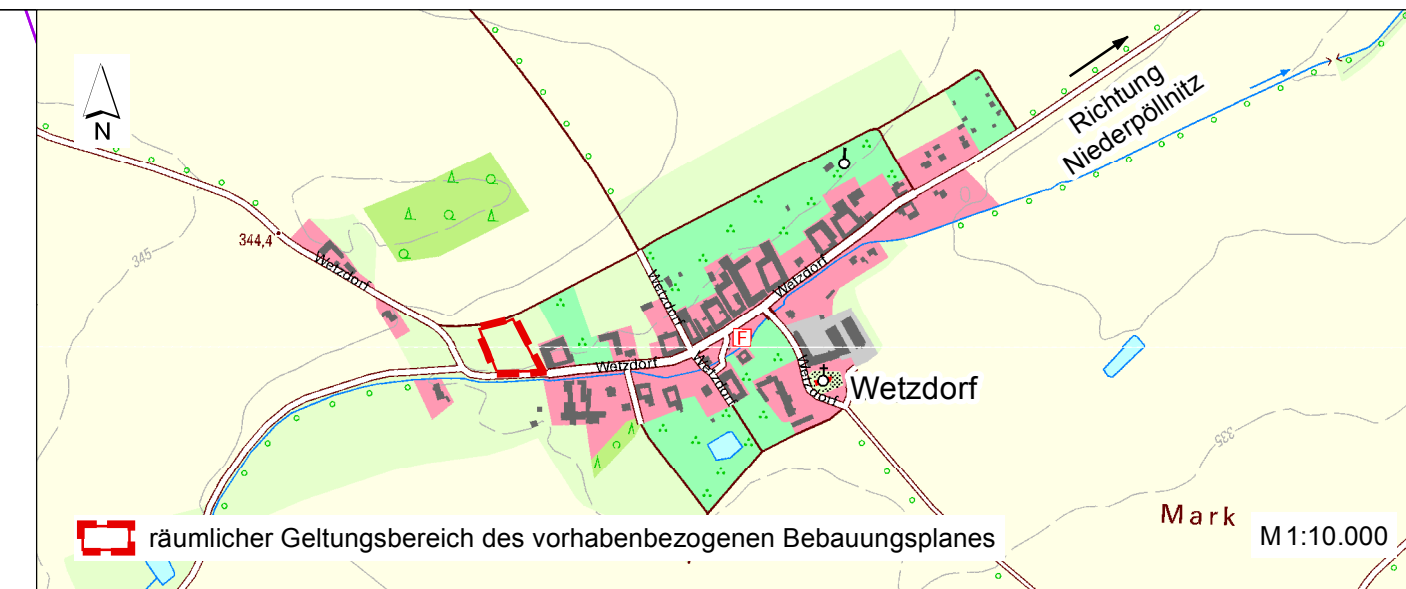 Richtung
Niederpöllnitz
N
344,4
345
Wetzdorf
Wetzdorf
Wetzdorf
F
Wetzdorf
Wetzdorf
Wetzdorf
Wetzdorf
335
Mark
räumlicher Geltungsbereich des vorhabenbezogenen Bebauungsplanes
M 1:10.000